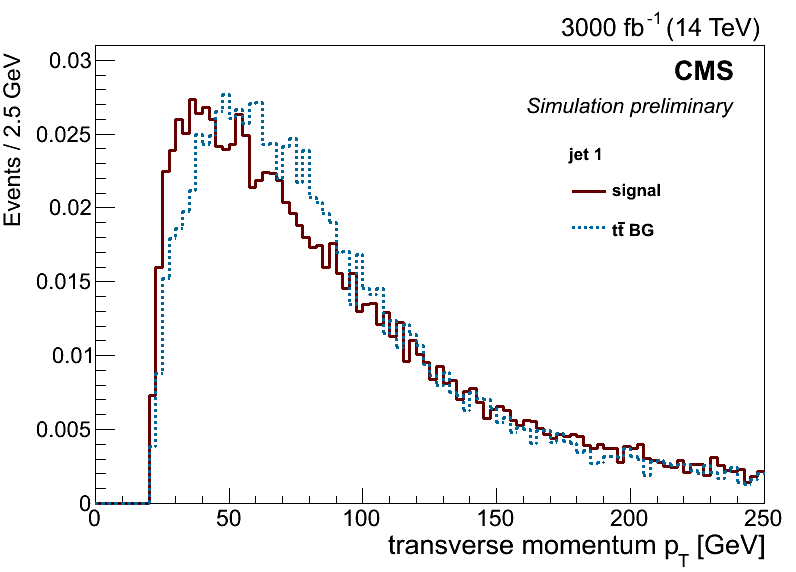 3000 fb⁻¹ (14 TeV)
CMS
Simulation preliminary
jet 1
signal
tt̄ BG
Events / 2.5 GeV
0.03
0.025
0.02
0.015
0.01
0.005
0
0 50 100 150 200 250
transverse momentum p_T [GeV]